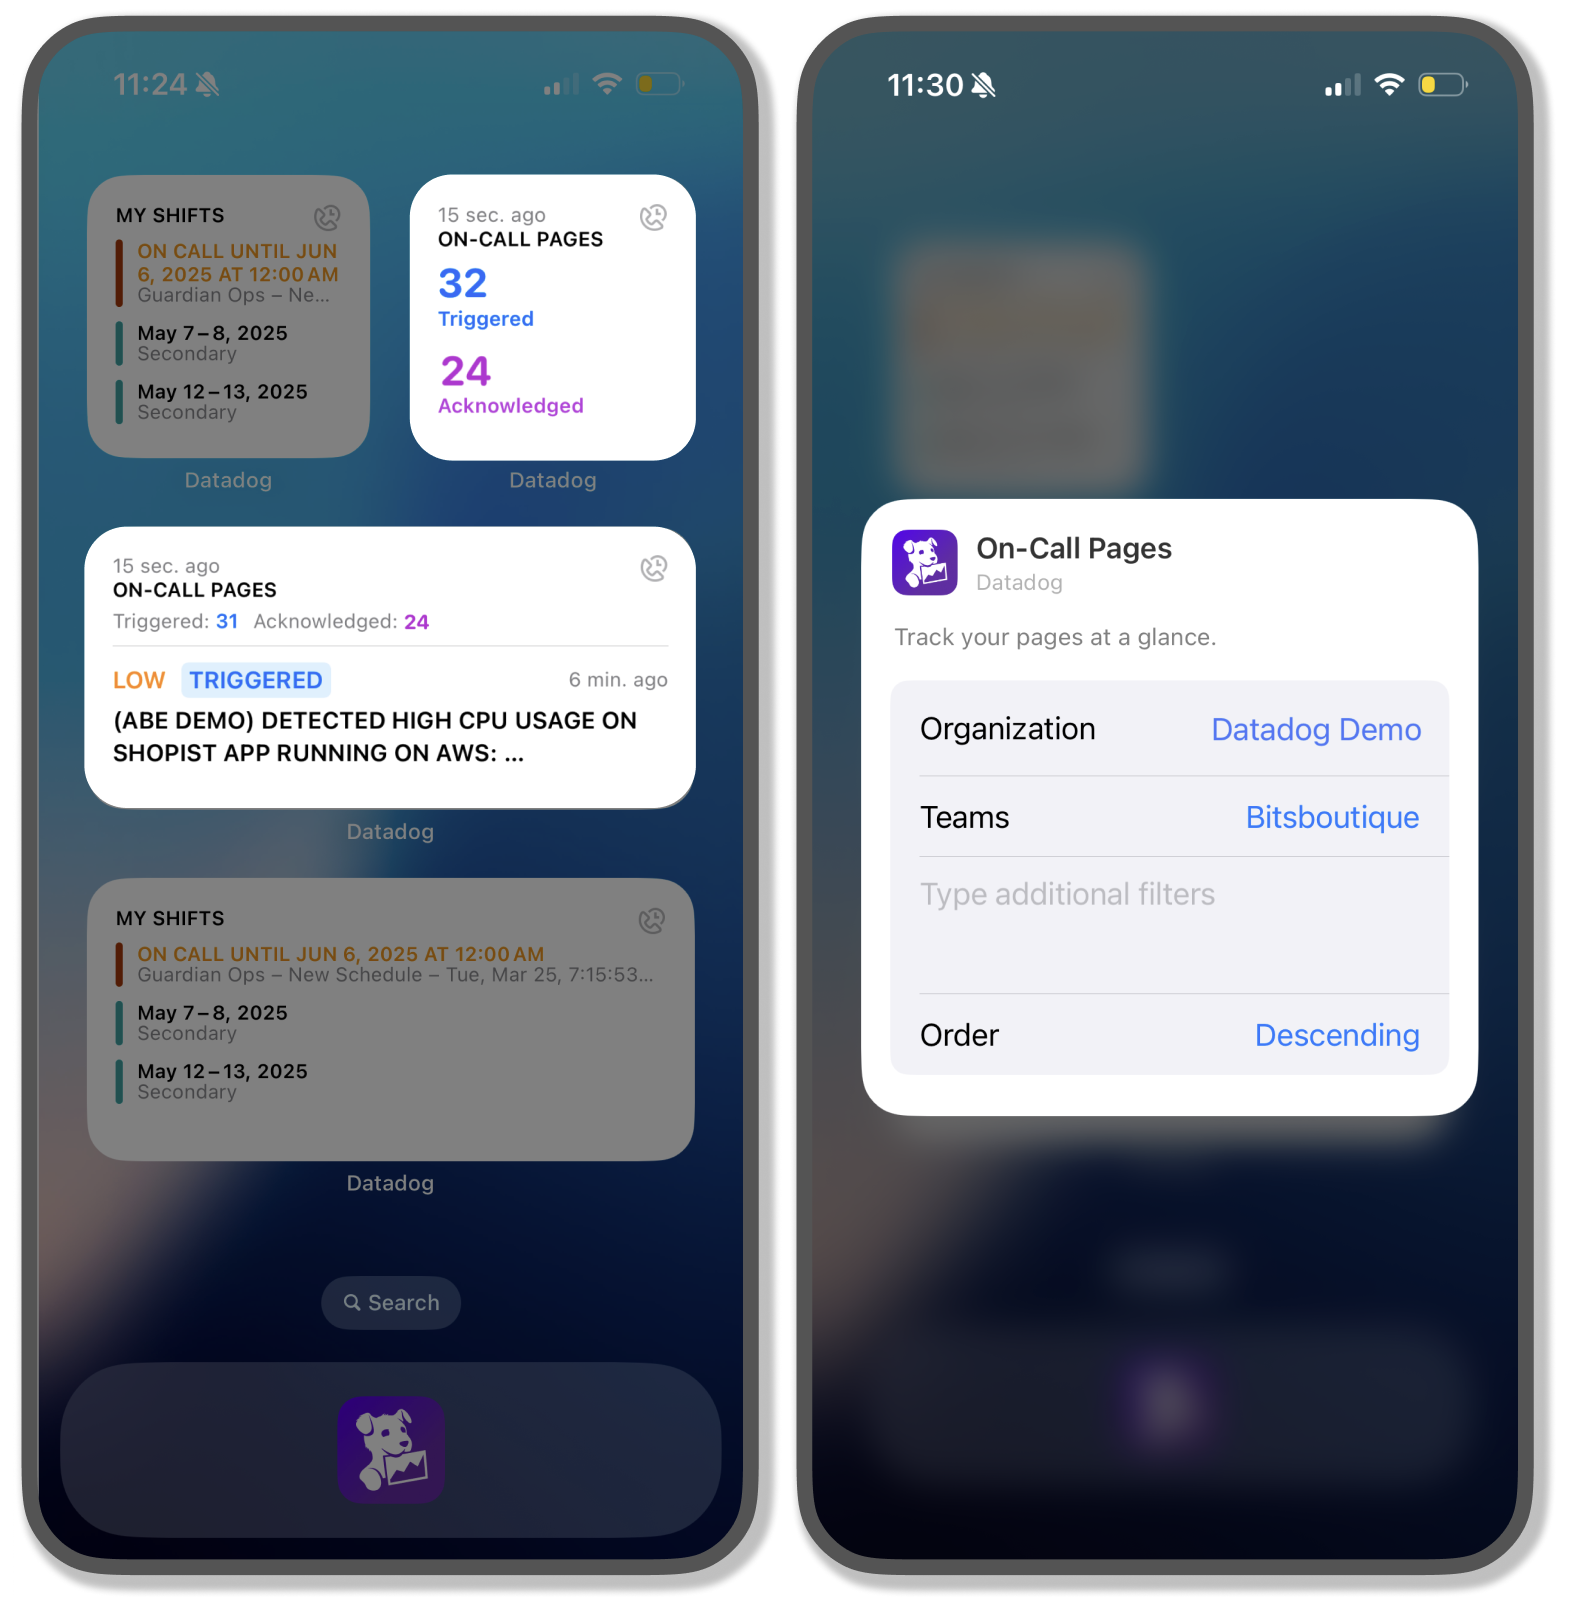 11:24
MY SHIFTS
ON CALL UNTIL JUN
6, 2025 AT 12:00 AM
Guardian Ops – Ne...
May 7–8, 2025
Secondary
May 12–13, 2025
Secondary
Datadog
15 sec. ago
ON-CALL PAGES
32
Triggered
24
Acknowledged
Datadog
15 sec. ago
ON-CALL PAGES
Triggered: 31 Acknowledged: 24
LOW TRIGGERED 6 min. ago
(ABE DEMO) DETECTED HIGH CPU USAGE ON
SHOPIST APP RUNNING ON AWS: ...
Datadog
MY SHIFTS
ON CALL UNTIL JUN 6, 2025 AT 12:00 AM
Guardian Ops – New Schedule – Tue, Mar 25, 7:15:53...
May 7–8, 2025
Secondary
May 12–13, 2025
Secondary
Datadog
Search
11:30
On-Call Pages
Datadog
Track your pages at a glance.
Organization Datadog Demo
Teams Bitsboutique
Type additional filters
Order Descending